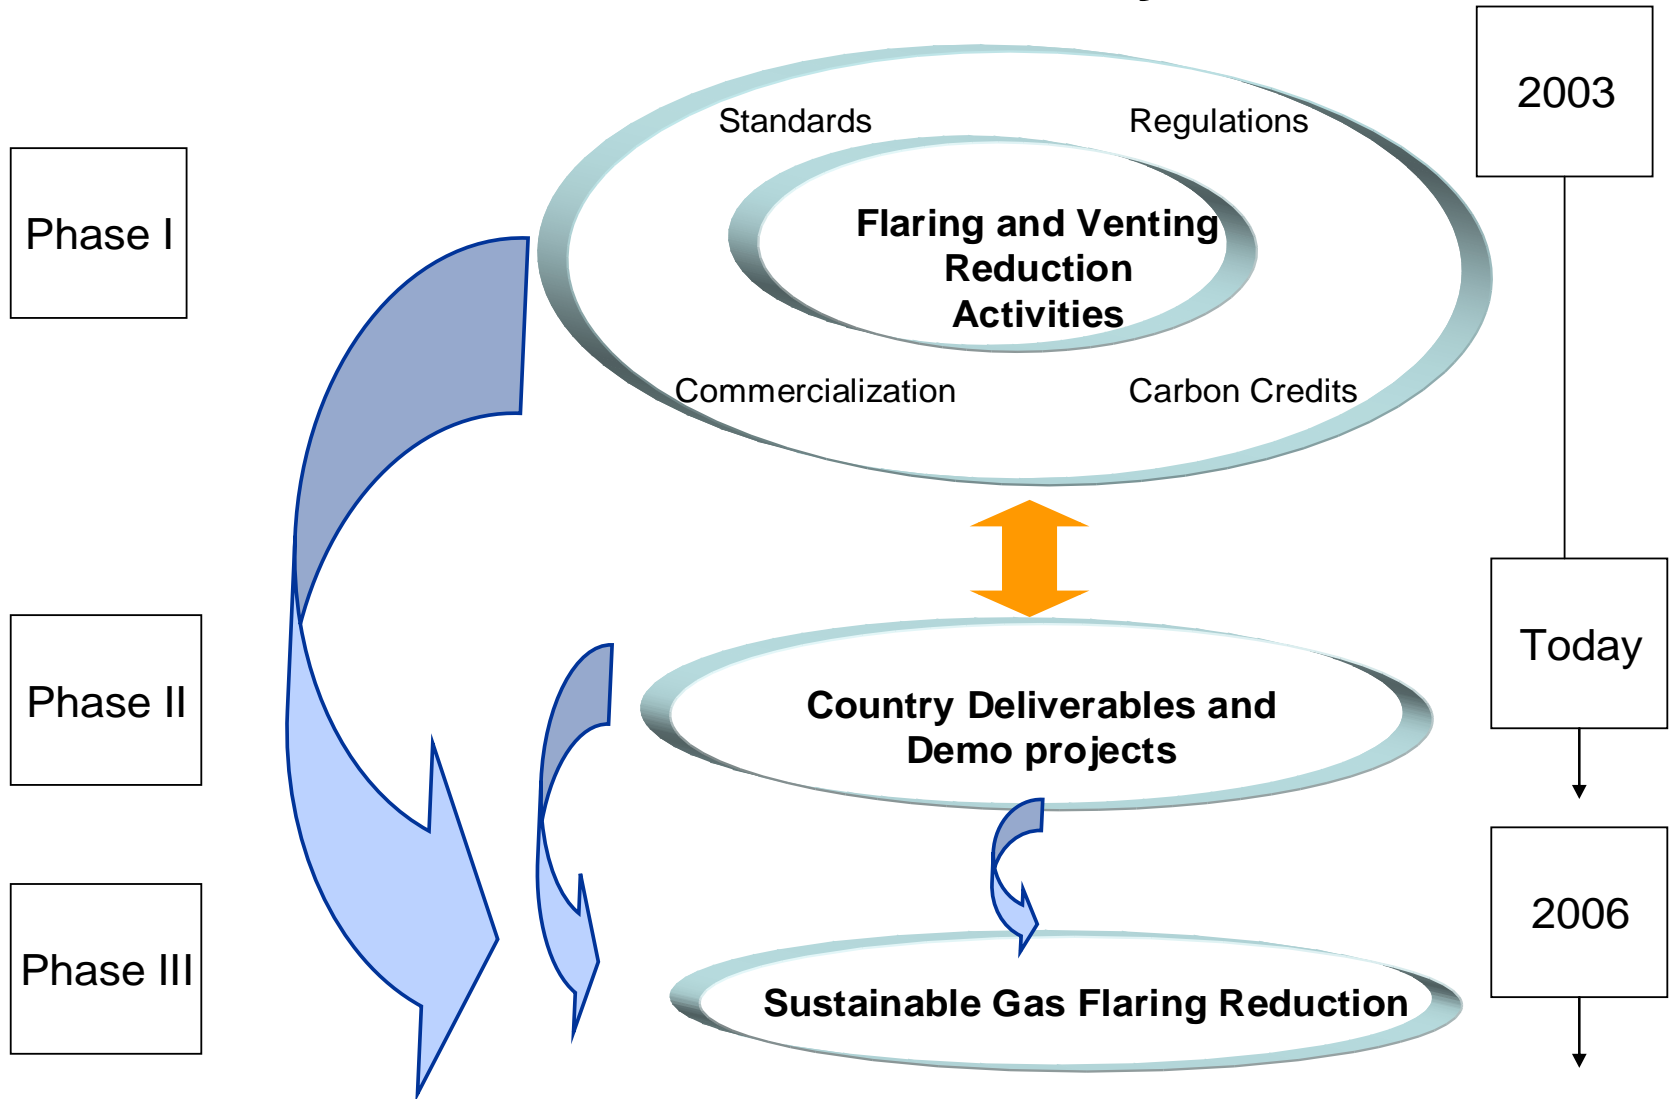 2003
Standards
Regulations
Phase I
Flaring and Venting
Reduction
Activities
Commercialization
Carbon Credits
Today
Phase II
Country Deliverables and
Demo projects
2006
Phase III
Sustainable Gas Flaring Reduction